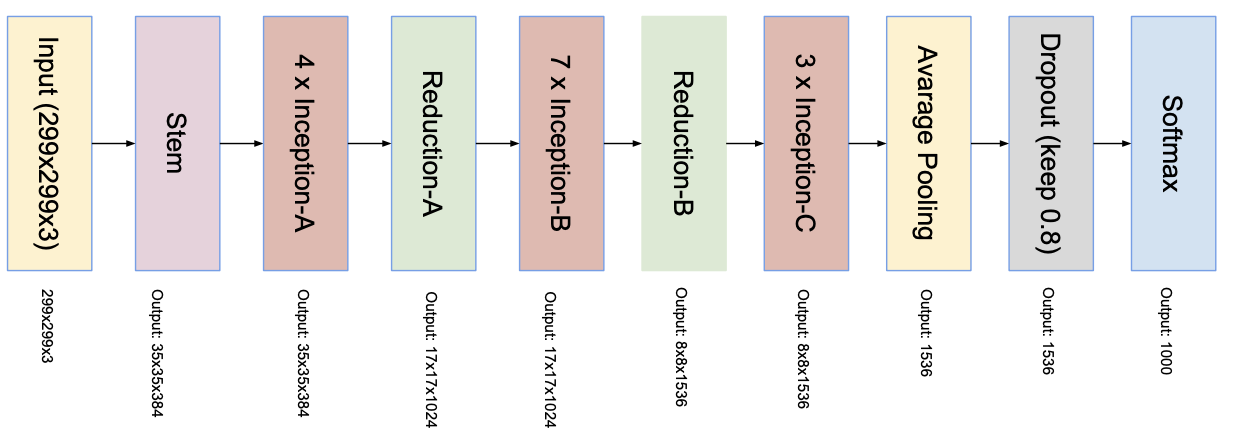 Input (299x299x3)
Stem
4 x Inception-A
Reduction-A
7 x Inception-B
Reduction-B
3 x Inception-C
Avarage Pooling
Dropout (keep 0.8)
Softmax
299x299x3
Output: 35x35x384
Output: 35x35x384
Output: 17x17x1024
Output: 17x17x1024
Output: 8x8x1536
Output: 8x8x1536
Output: 1536
Output: 1536
Output: 1000